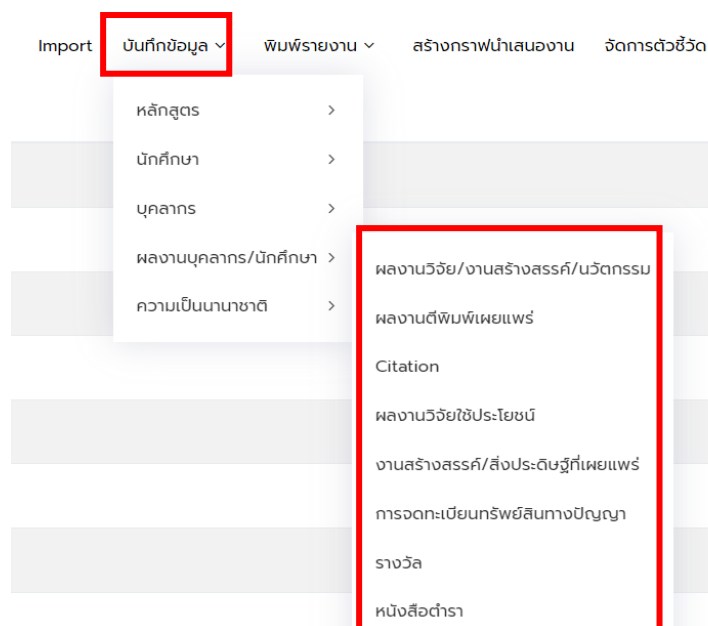 Import บันทึกข้อมูล พิมพ์รายงาน สร้างกราฟนำเสนองาน จัดการตัวชี้วัด
หลักสูตร
นักศึกษา
บุคลากร
ผลงานบุคลากร/นักศึกษา
ความเป็นนานาชาติ
ผลงานวิจัย/งานสร้างสรรค์/นวัตกรรม
ผลงานตีพิมพ์เผยแพร่
Citation
ผลงานวิจัยใช้ประโยชน์
งานสร้างสรรค์/สิ่งประดิษฐ์ที่เผยแพร่
การจดทะเบียนทรัพย์สินทางปัญญา
รางวัล
หนังสือตำรา